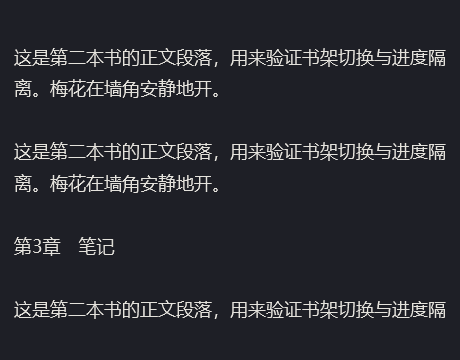 这是第二本书的正文段落，用来验证书架切换与进度隔
离。梅花在墙角安静地开。
这是第二本书的正文段落，用来验证书架切换与进度隔
离。梅花在墙角安静地开。
第3章　笔记
这是第二本书的正文段落，用来验证书架切换与进度隔